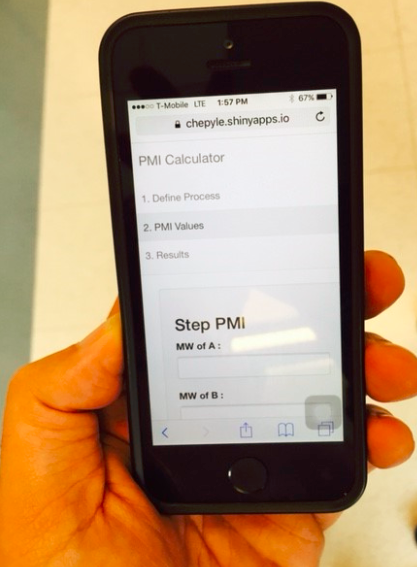 T-Mobile LTE 1:57 PM 67%
chepyle.shinyapps.io
PMI Calculator
1. Define Process
2. PMI Values
3. Results
Step PMI
MW of A :
MW of B :